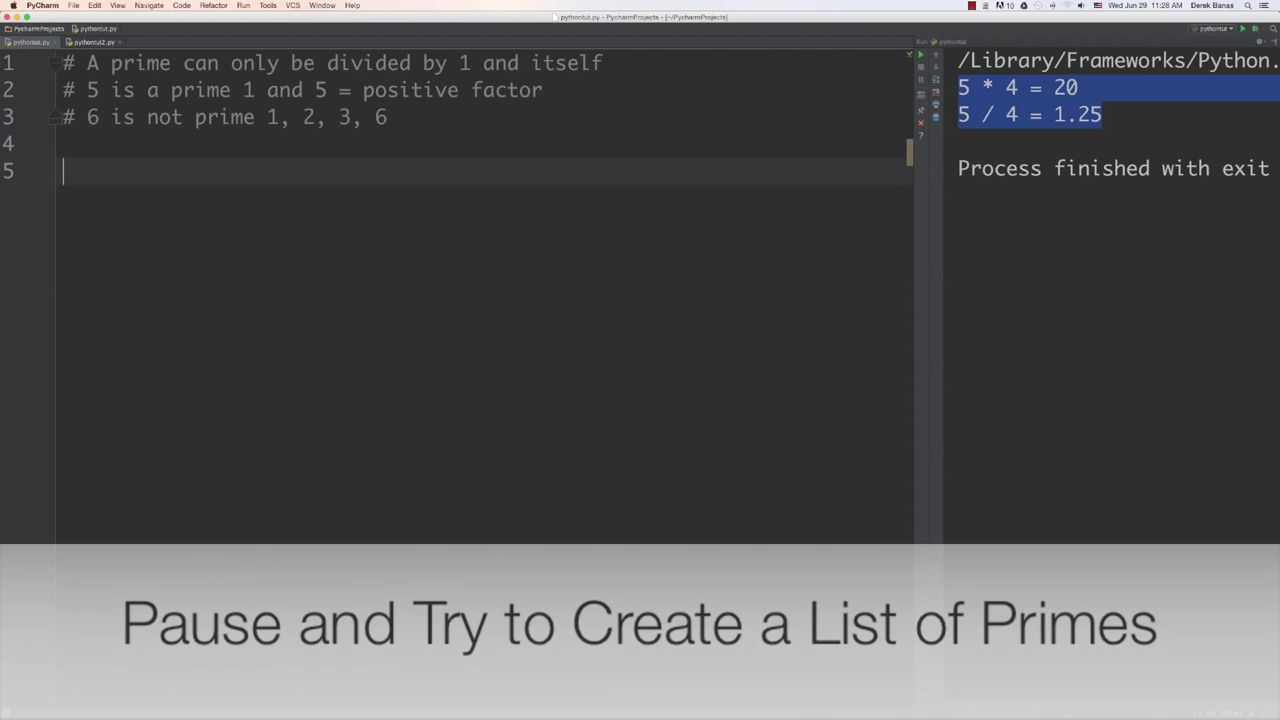 PyCharm File Edit View Navigate Code Refactor Run Tools VCS Window Help
10 Wed Jun 29 11:28 AM Derek Banas
pythontut.py - PycharmProjects - [~/PycharmProjects]
PycharmProjects pythontut.py
pythontut
pythontut.py pythontut2.py
Run pythontut
1 # A prime can only be divided by 1 and itself
2 # 5 is a prime 1 and 5 = positive factor
3 # 6 is not prime 1, 2, 3, 6
4
5
/Library/Frameworks/Python.
5 * 4 = 20
5 / 4 = 1.25
Process finished with exit
Pause and Try to Create a List of Primes